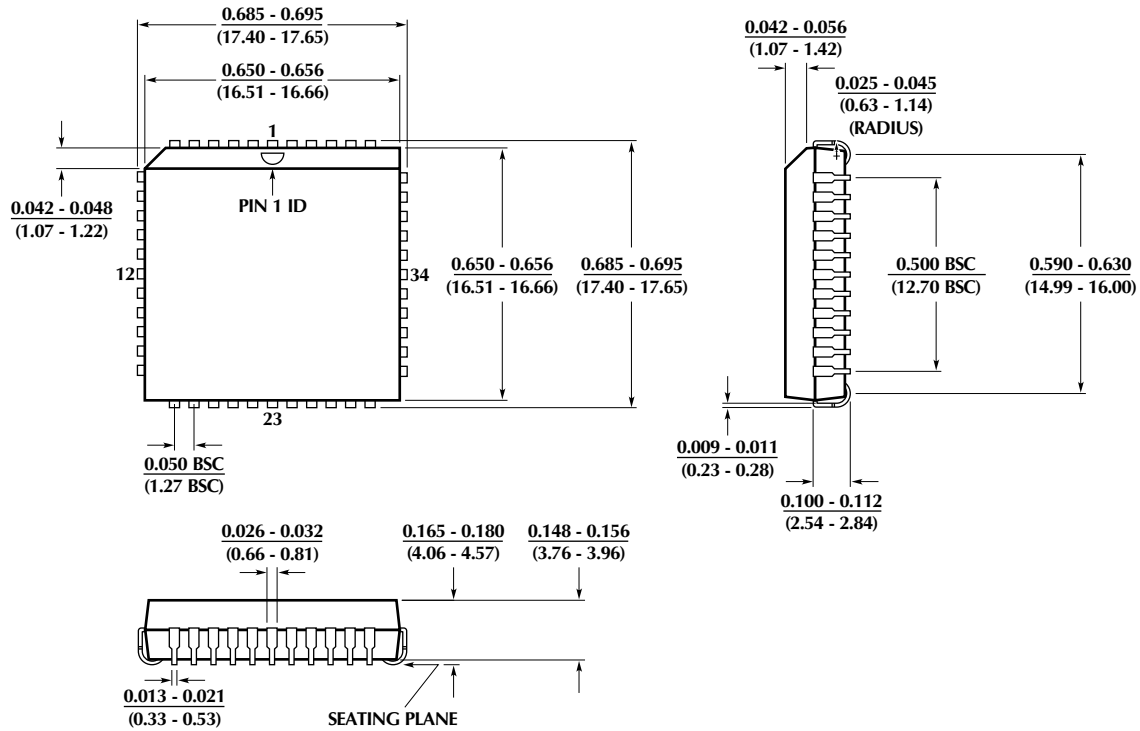 0.685 - 0.695
(17.40 - 17.65)
0.650 - 0.656
(16.51 - 16.66)
1
PIN 1 ID
0.042 - 0.048
(1.07 - 1.22)
12
34
0.650 - 0.656
(16.51 - 16.66)
0.685 - 0.695
(17.40 - 17.65)
23
0.050 BSC
(1.27 BSC)
0.042 - 0.056
(1.07 - 1.42)
0.025 - 0.045
(0.63 - 1.14)
(RADIUS)
0.500 BSC
(12.70 BSC)
0.590 - 0.630
(14.99 - 16.00)
0.009 - 0.011
(0.23 - 0.28)
0.100 - 0.112
(2.54 - 2.84)
0.026 - 0.032
(0.66 - 0.81)
0.165 - 0.180
(4.06 - 4.57)
0.148 - 0.156
(3.76 - 3.96)
0.013 - 0.021
(0.33 - 0.53)
SEATING PLANE